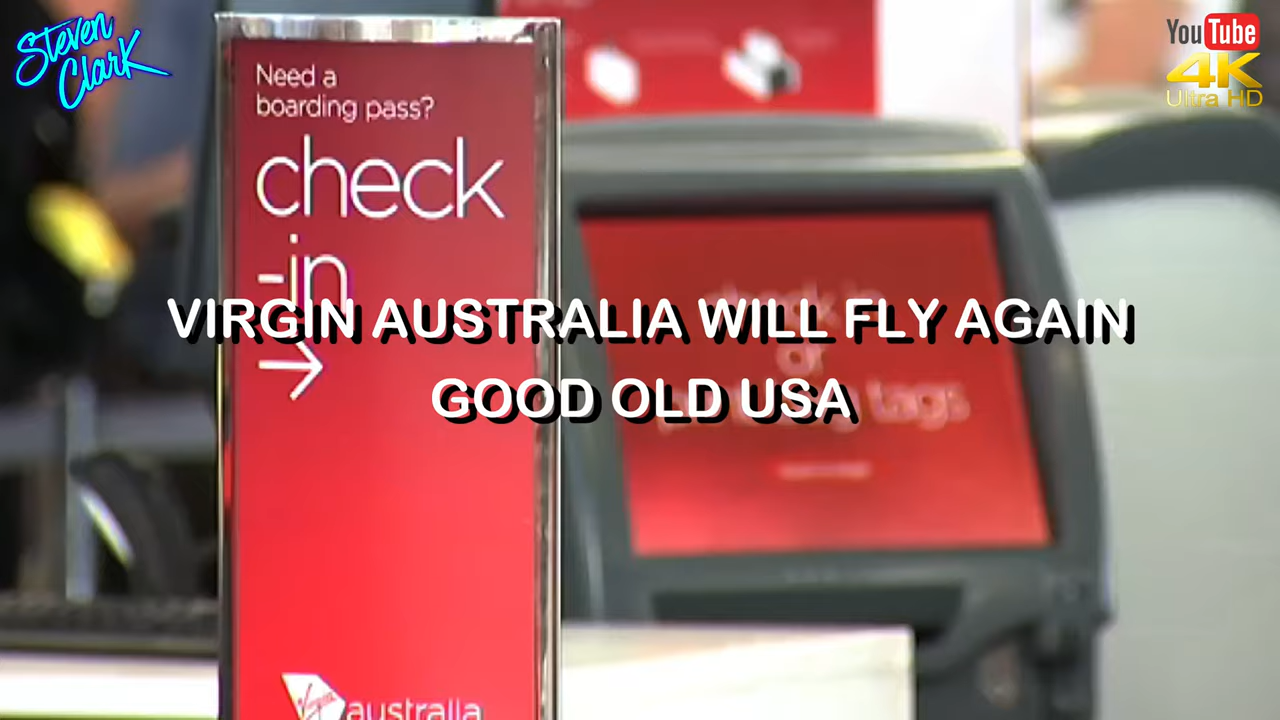 Steven
Clark
YouTube
4K
Ultra HD
Need a
boarding pass?
check
-in
→
VIRGIN AUSTRALIA WILL FLY AGAIN
GOOD OLD USA
tags
Virgin australia